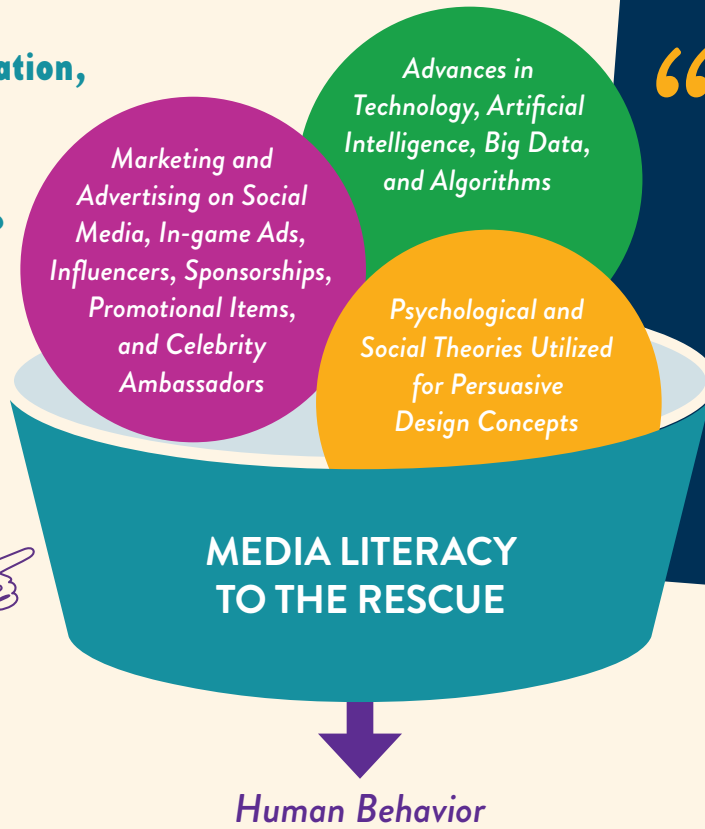 Advances in
Technology, Artificial
Intelligence, Big Data,
and Algorithms
Marketing and
Advertising on Social
Media, In-game Ads,
Influencers, Sponsorships,
Promotional Items,
and Celebrity
Ambassadors
Psychological and
Social Theories Utilized
for Persuasive
Design Concepts
MEDIA LITERACY
TO THE RESCUE
Human Behavior